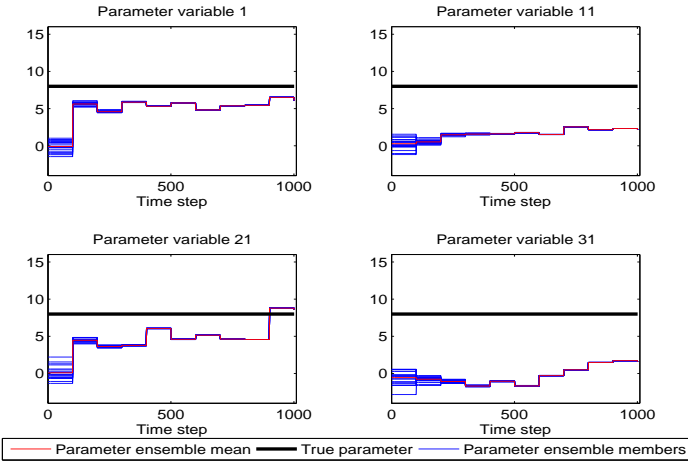 Parameter variable 1
Parameter variable 11
15
10
5
0
0
500
1000
Time step
15
10
5
0
0
500
1000
Time step
Parameter variable 21
Parameter variable 31
15
10
5
0
0
500
1000
Time step
15
10
5
0
0
500
1000
Time step
Parameter ensemble mean
True parameter
Parameter ensemble members